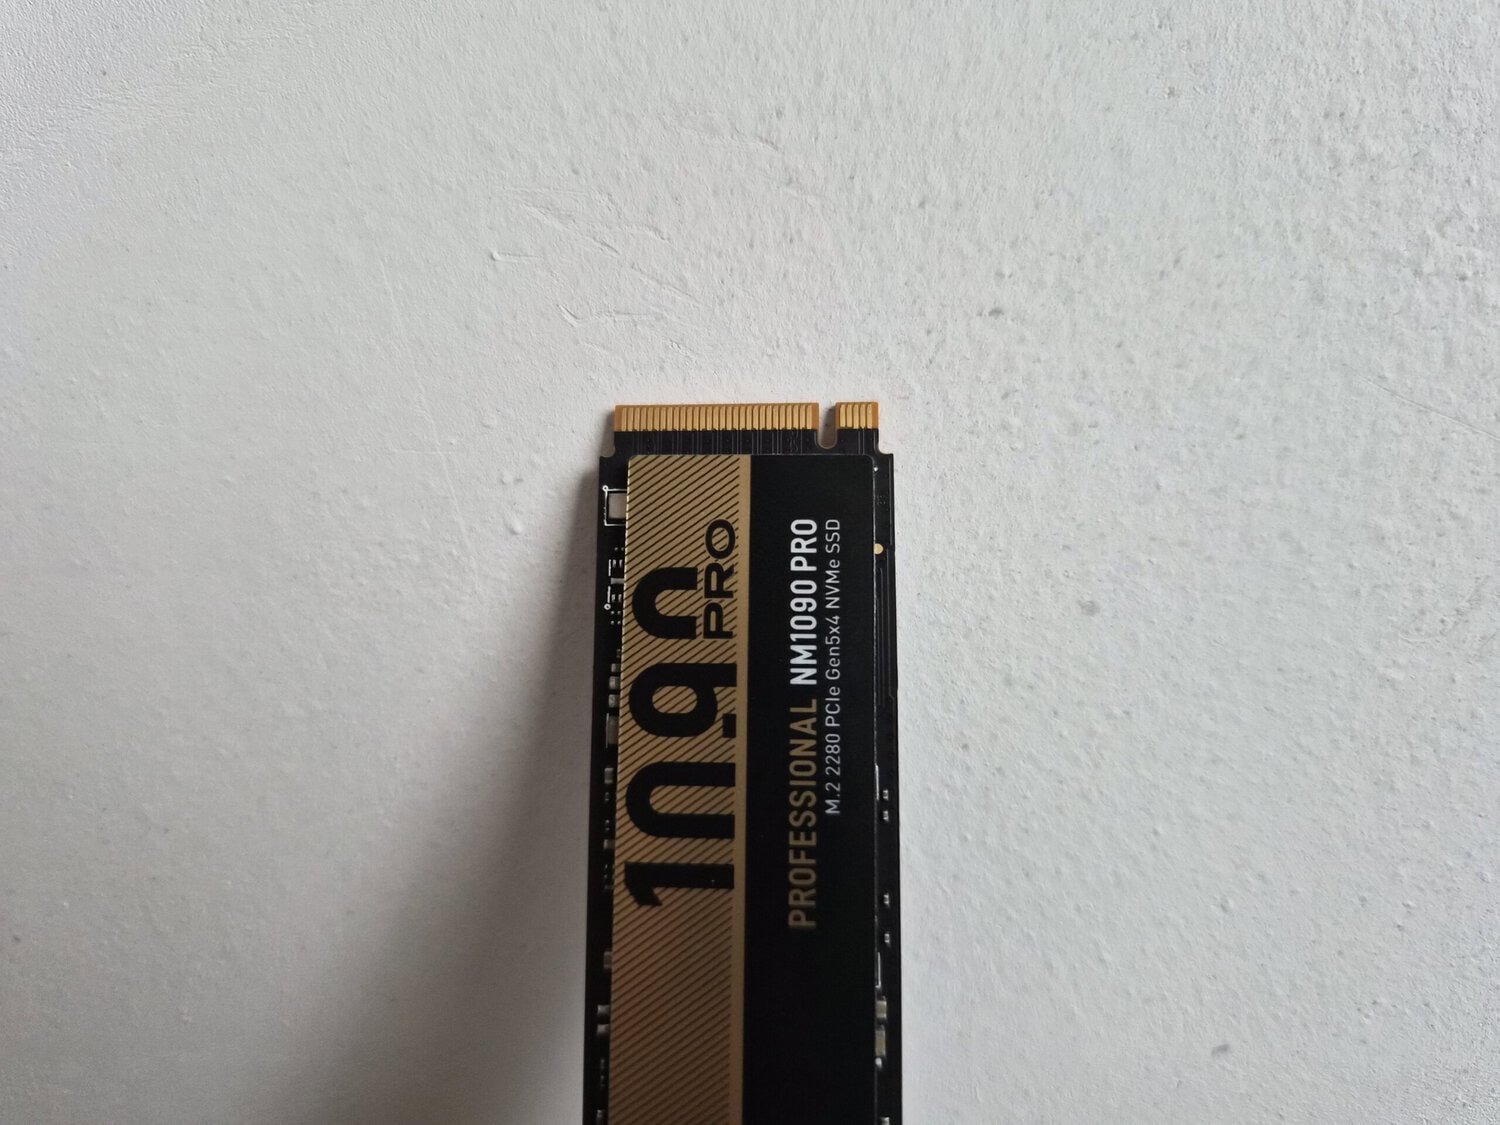 1090
PRO
PROFESSIONAL NM1090 PRO
M.2 2280 PCIe Gen5x4 NVMe SSD